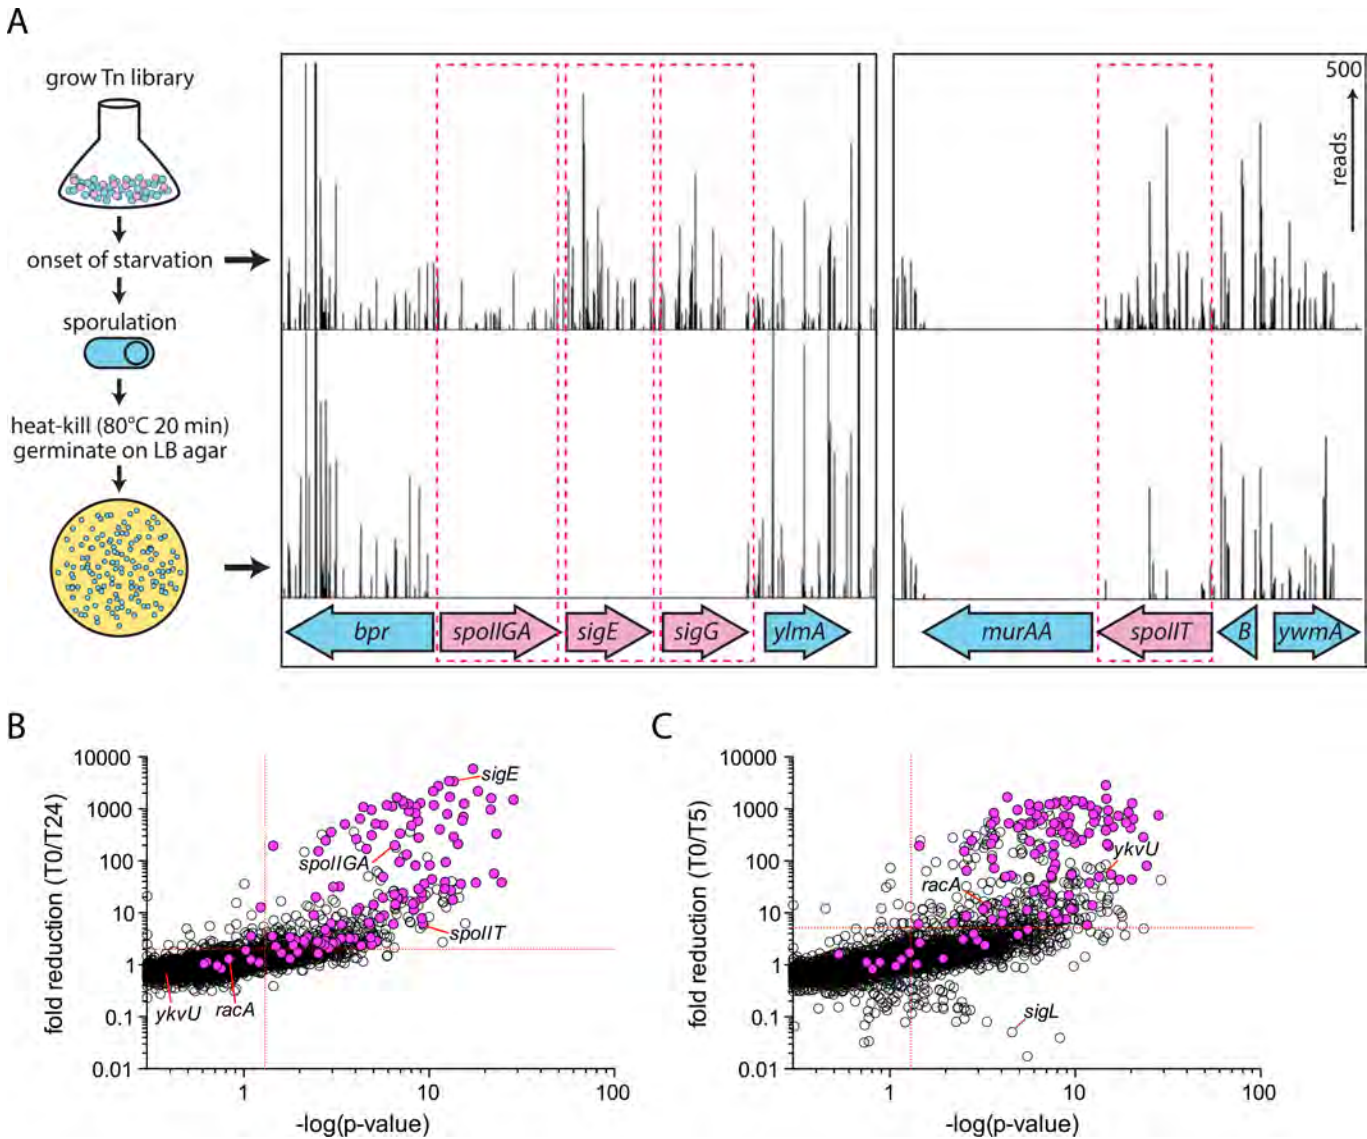 A
grow Tn library
onset of starvation
sporulation
heat-kill (80°C 20 min)
germinate on LB agar
500
reads
bpr
spoIIGA
sigE
sigG
ylmA
murAA
spoIIT
B
ywmA
B
fold reduction (T0/T24)
10000
1000
100
10
1
0.1
0.01
sigE
spoIIGA
spoIIT
ykvU
racA
1
10
100
-log(p-value)
C
fold reduction (T0/T5)
10000
1000
100
10
1
0.1
0.01
ykvU
racA
sigL
1
10
100
-log(p-value)